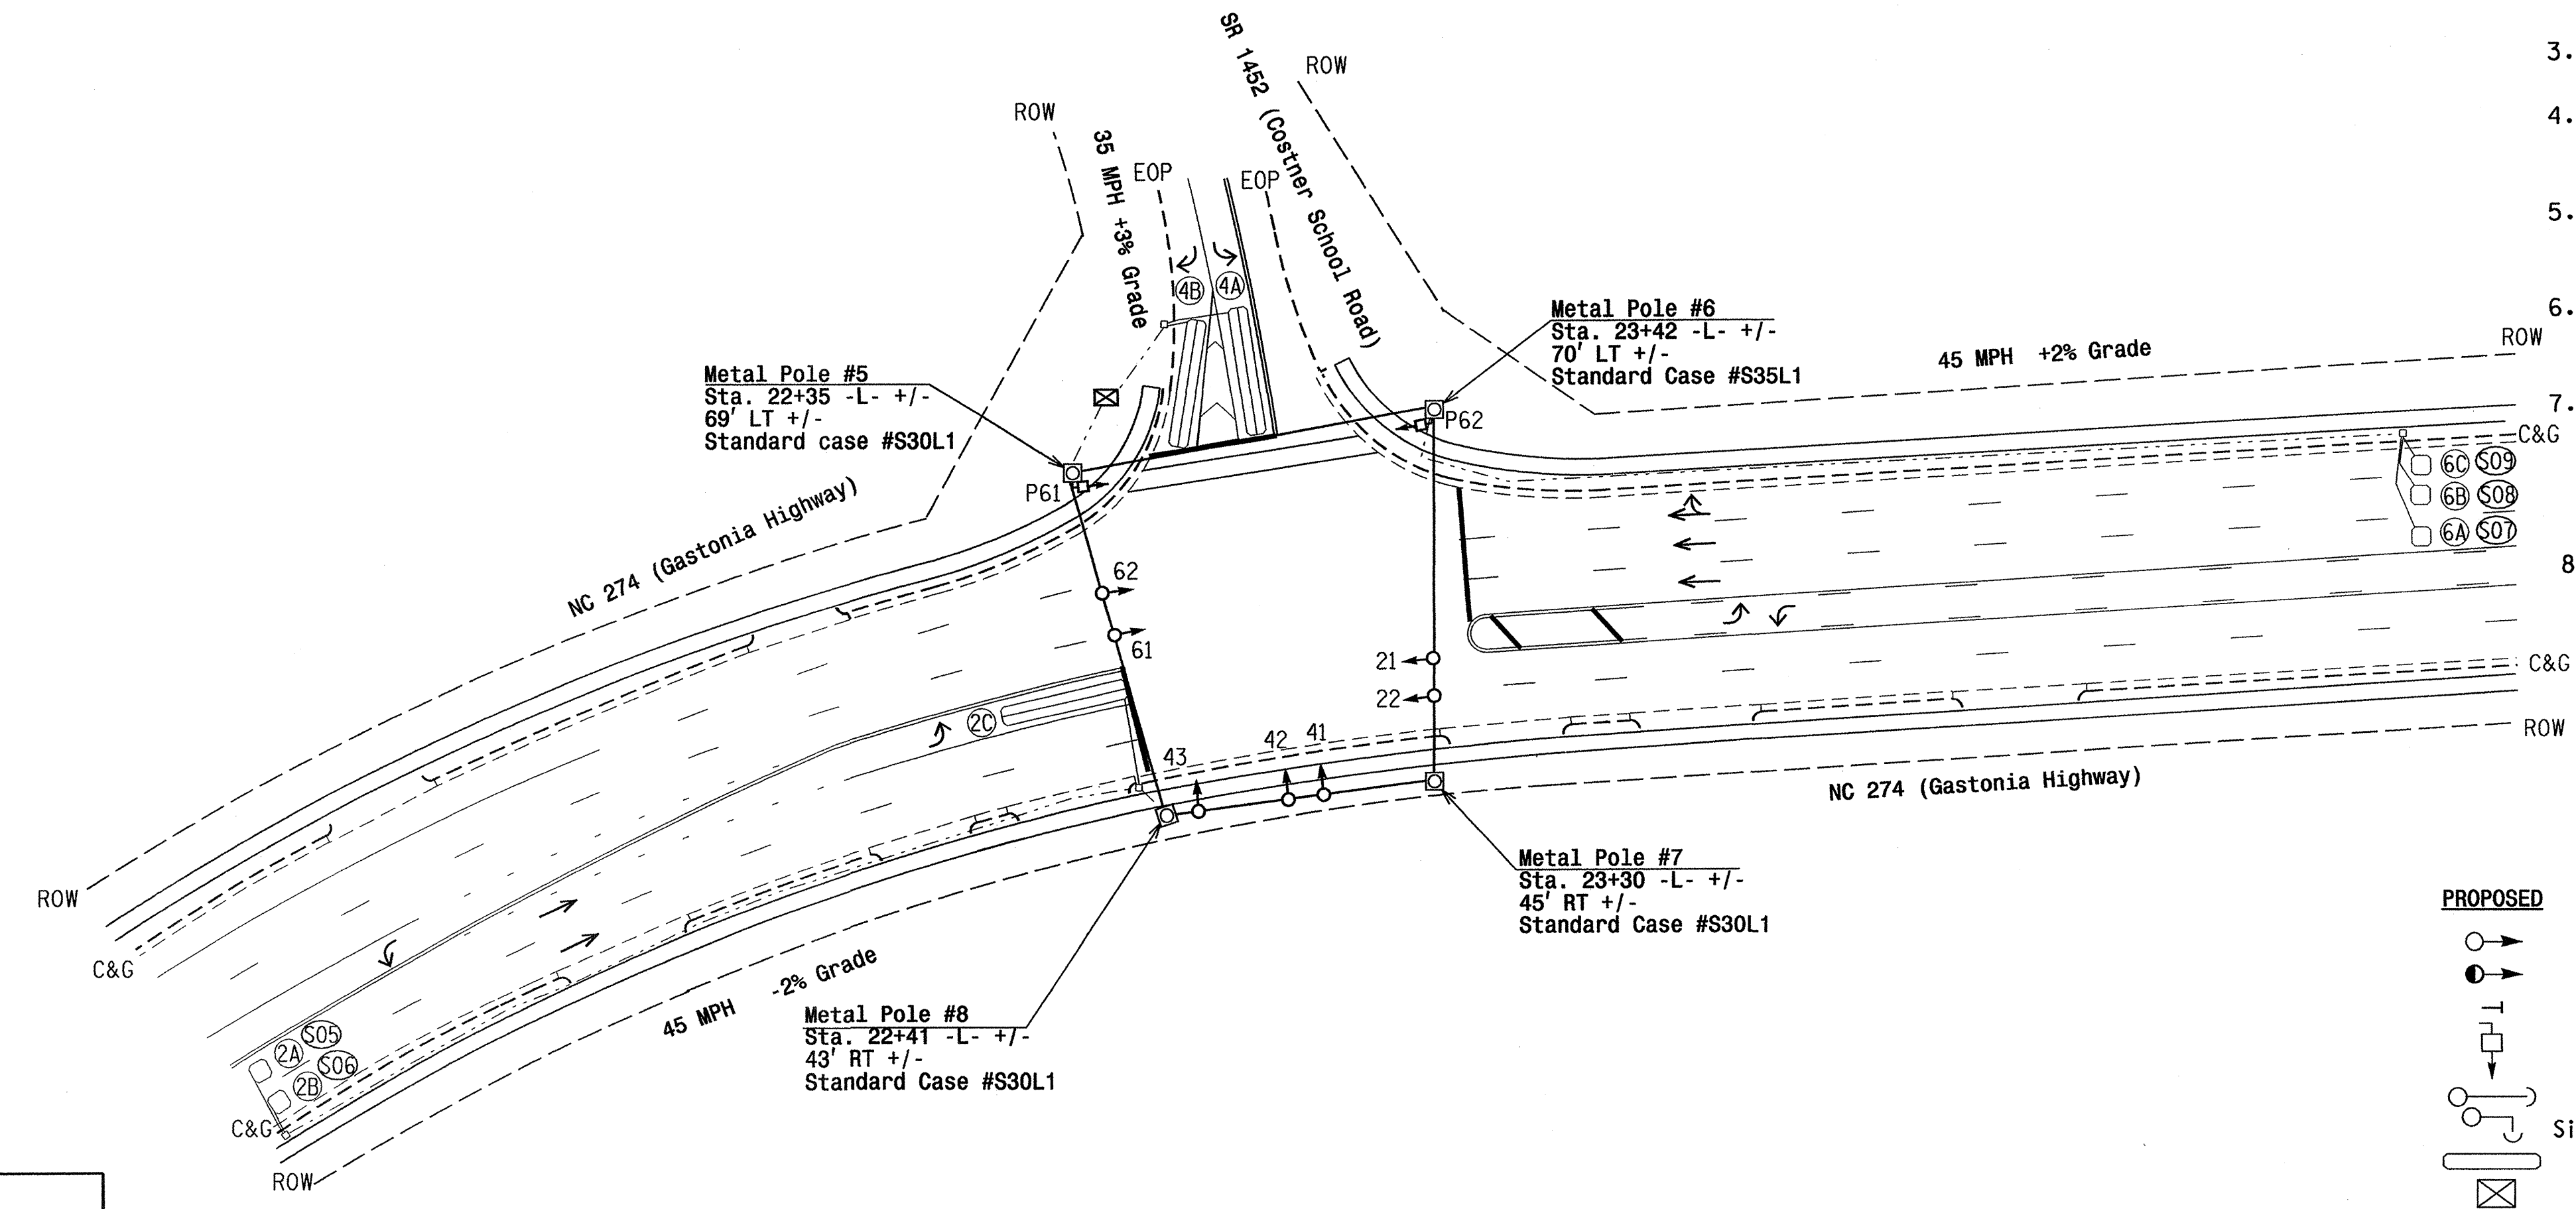 SR 1452 (Costner School Road)
ROW
3.
ROW
4.
35 MPH +3% Grade
EOP
EOP
5.
4B
4A
Metal Pole #6
Sta. 23+42 -L- +/-
70' LT +/-
Standard Case #S35L1
6.
ROW
45 MPH +2% Grade
Metal Pole #5
Sta. 22+35 -L- +/-
69' LT +/-
Standard case #S30L1
7.
P62
C&G
P61
6C S09
6B S08
6A S07
NC 274 (Gastonia Highway)
8
62
61
21
22
C&G
2C
43
42
41
ROW
NC 274 (Gastonia Highway)
Metal Pole #7
Sta. 23+30 -L- +/-
45' RT +/-
Standard Case #S30L1
ROW
C&G
PROPOSED
45 MPH -2% Grade
Metal Pole #8
Sta. 22+41 -L- +/-
43' RT +/-
Standard Case #S30L1
2A S05
2B S06
C&G
ROW
Si